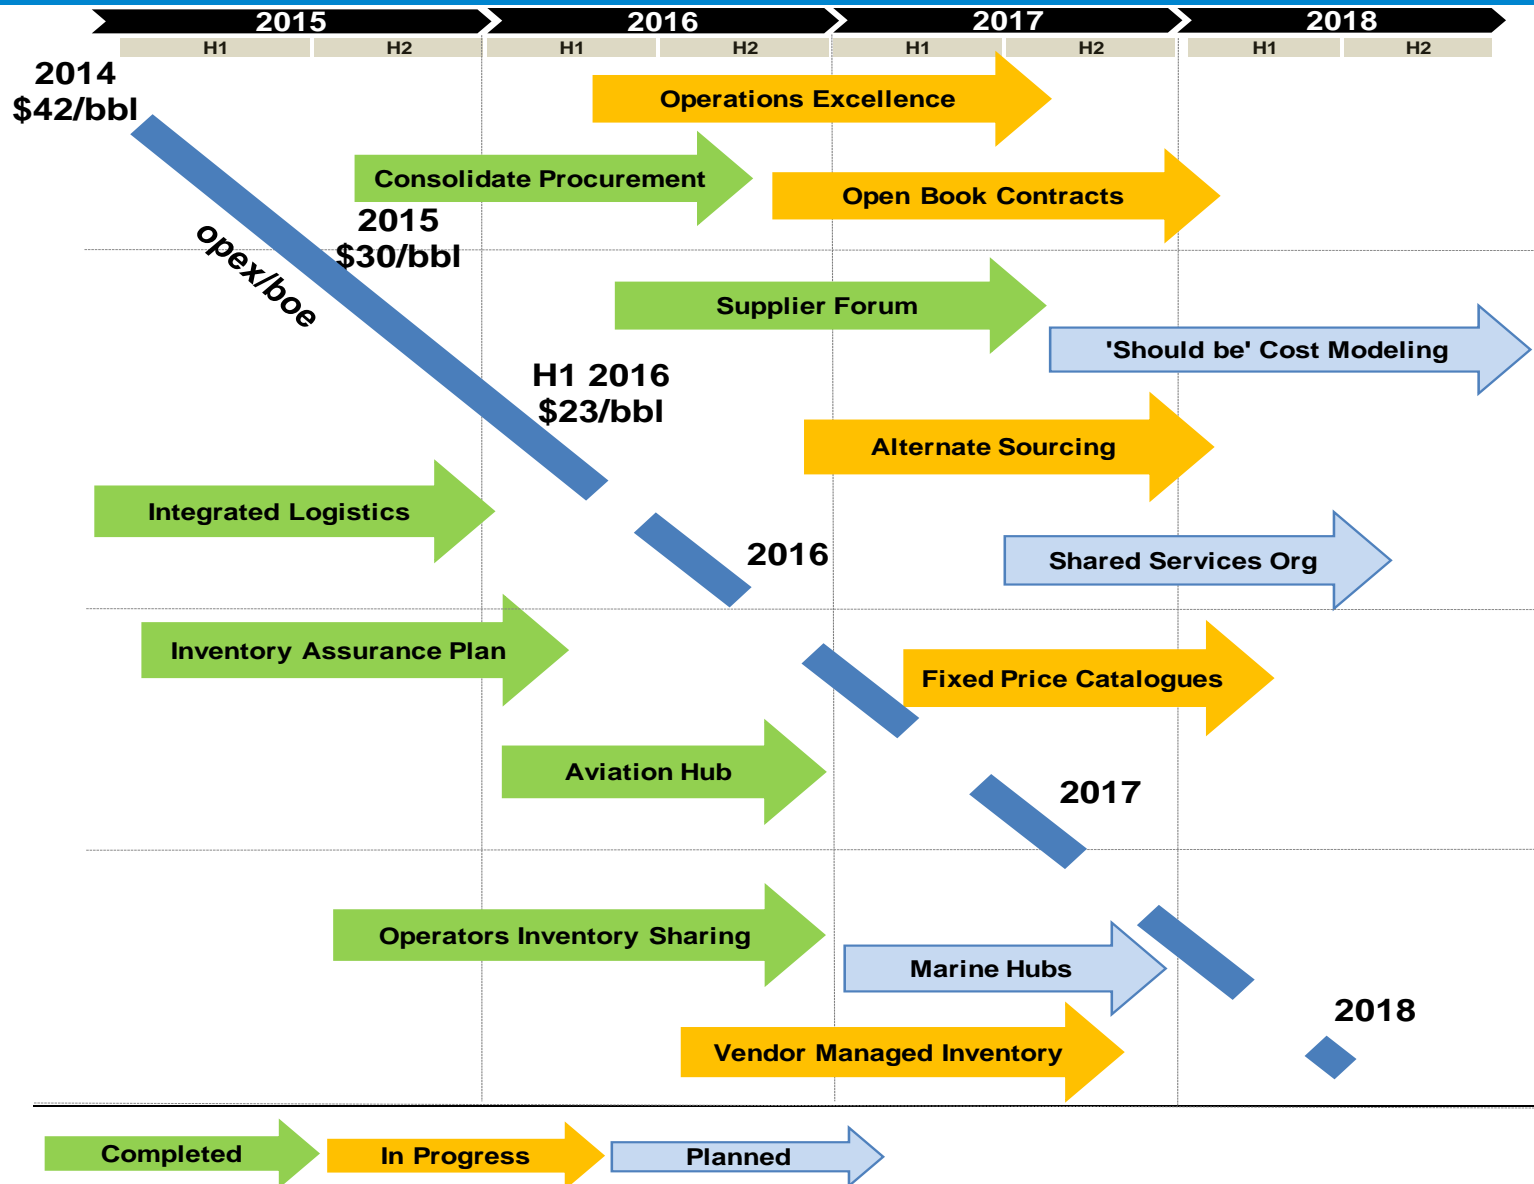 2015 2016 2017 2018
H1 H2 H1 H2 H1 H2 H1 H2
2014
$42/bbl
Operations Excellence
Consolidate Procurement
Open Book Contracts
2015
$30/bbl
opex/boe
Supplier Forum
'Should be' Cost Modeling
H1 2016
$23/bbl
Alternate Sourcing
Integrated Logistics
2016
Shared Services Org
Inventory Assurance Plan
Fixed Price Catalogues
Aviation Hub
2017
Operators Inventory Sharing
Marine Hubs
2018
Vendor Managed Inventory
Completed
In Progress
Planned